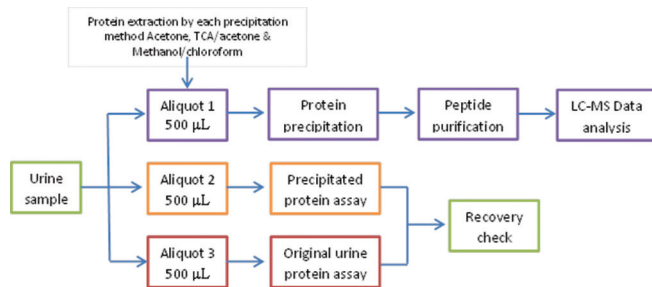 Protein extraction by each precipitation
method Acetone, TCA/acetone &
Methanol/chloroform
Aliquot 1
500 µL
Protein
precipitation
Peptide
purification
LC-MS Data
analysis
Urine
sample
Aliquot 2
500 µL
Precipitated
protein assay
Recovery
check
Aliquot 3
500 µL
Original urine
protein assay